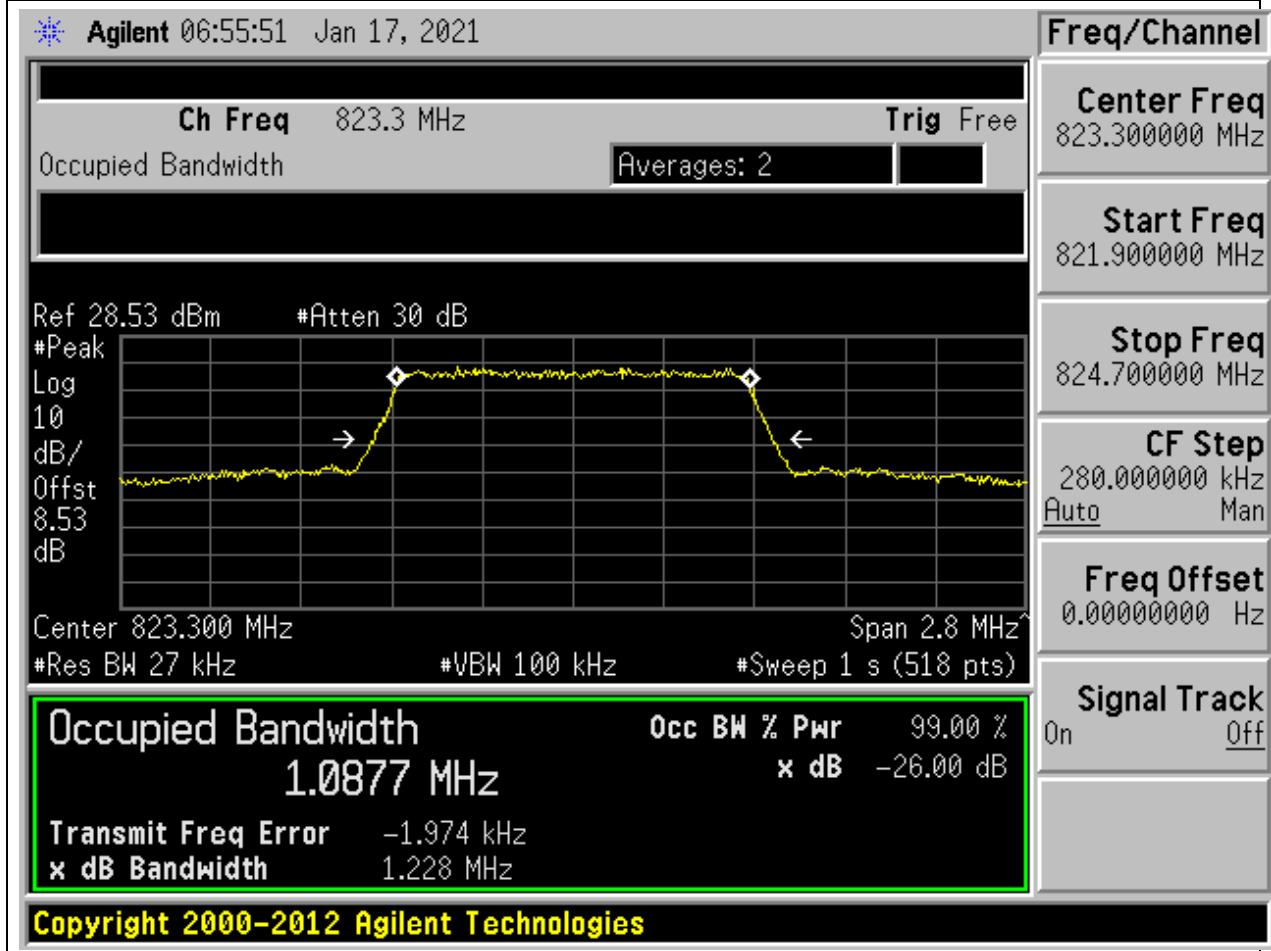 Agilent 06:55:51 Jan 17, 2021
Freq/Channel
Ch Freq 823.3 MHz Trig Free
Occupied Bandwidth Averages: 2
Ref 28.53 dBm #Atten 30 dB
#Peak
Log
10
dB/
Offst
8.53
dB
Center 823.300 MHz Span 2.8 MHz^
#Res BW 27 kHz #VBW 100 kHz #Sweep 1 s (518 pts)
Occupied Bandwidth Occ BW % Pwr 99.00 %
1.0877 MHz x dB -26.00 dB
Transmit Freq Error -1.974 kHz
x dB Bandwidth 1.228 MHz
Center Freq
823.300000 MHz
Start Freq
821.900000 MHz
Stop Freq
824.700000 MHz
CF Step
280.000000 kHz
Auto Man
Freq Offset
0.00000000 Hz
Signal Track
On Off
Copyright 2000-2012 Agilent Technologies